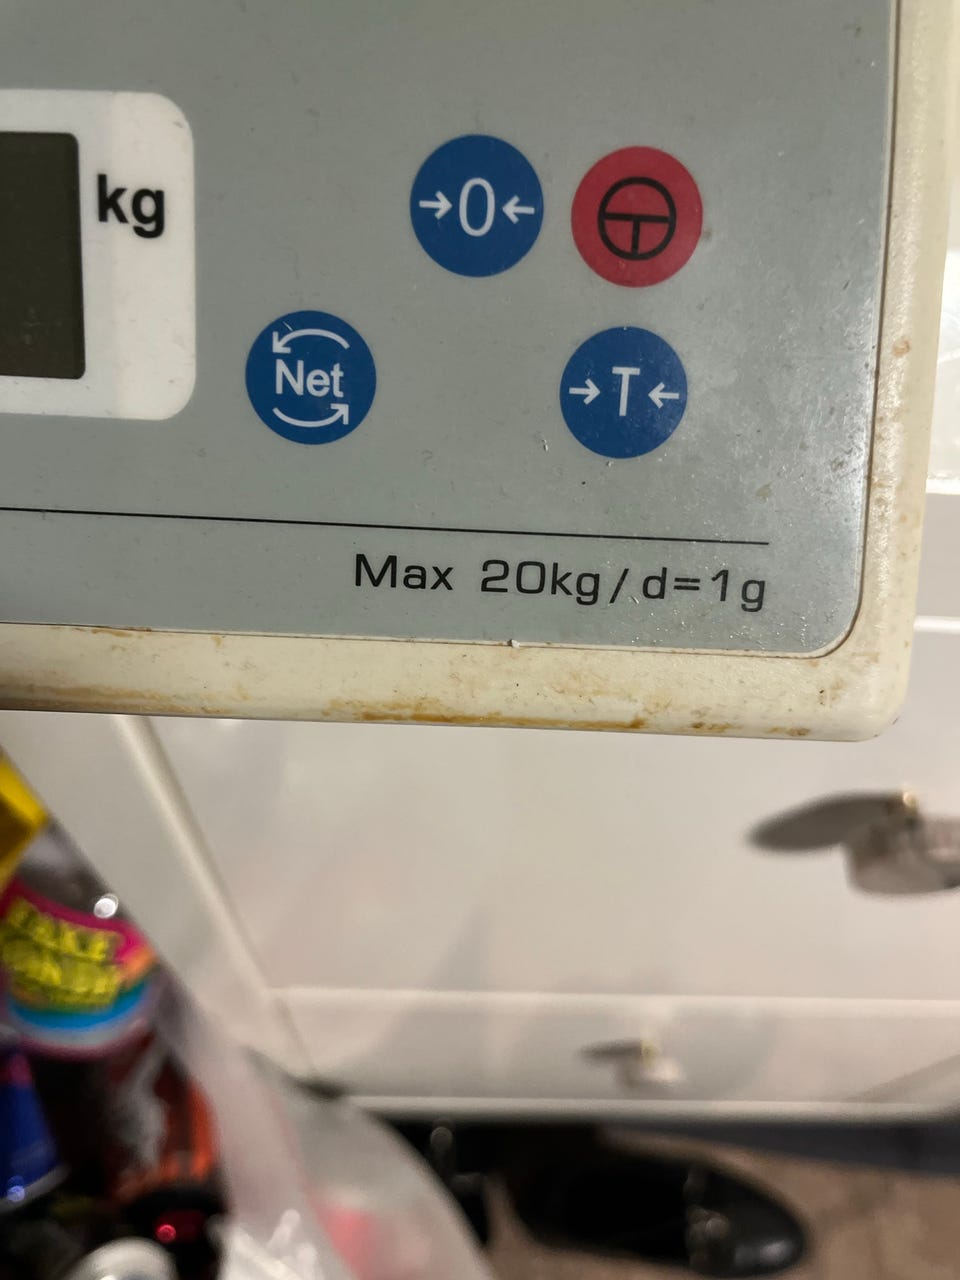 kg
→0←
Net
→T←
Max 20kg/d=1g